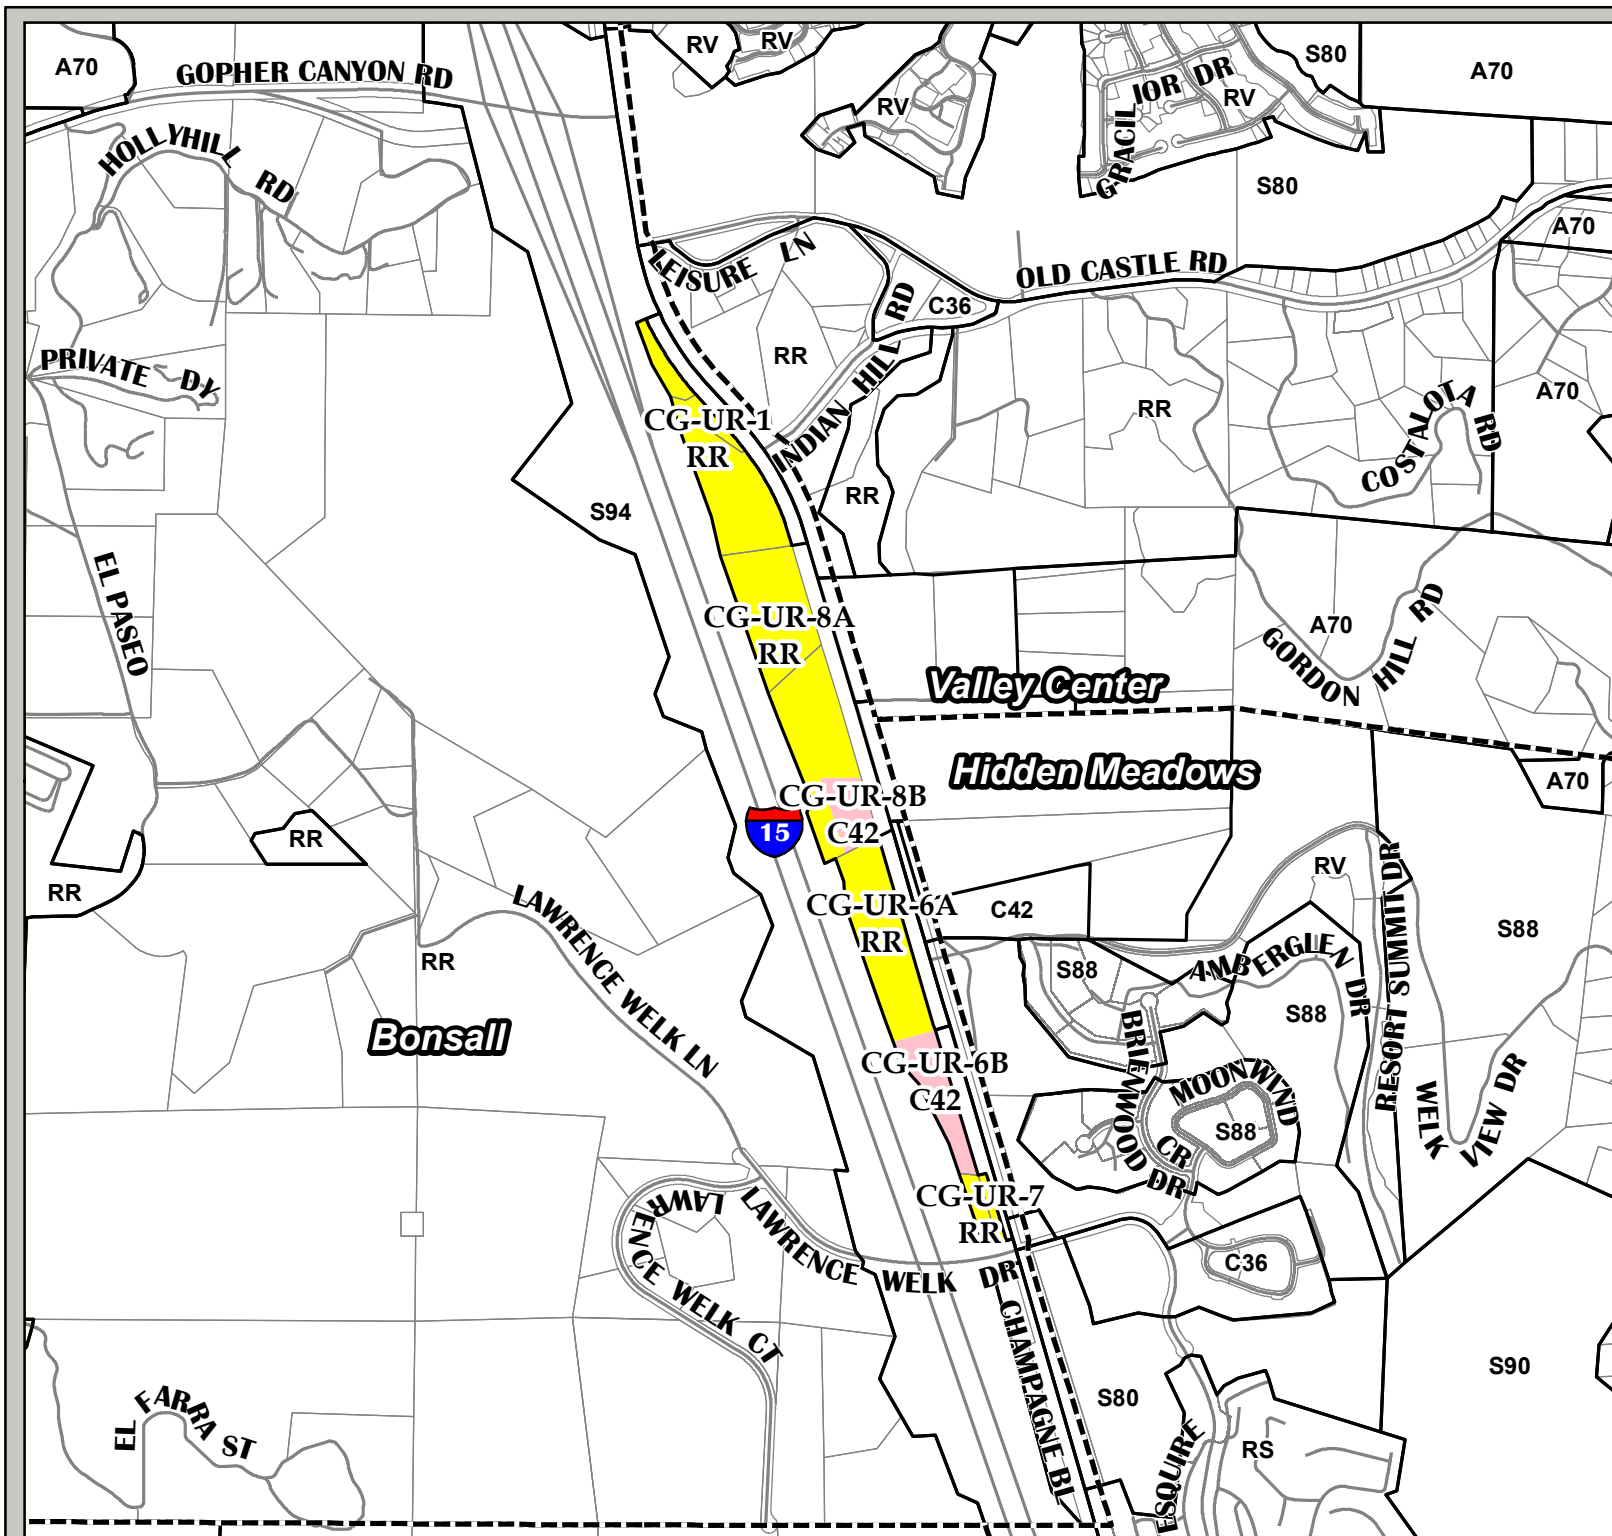 RV
RV
S80
A70
A70
GOPHER CANYON RD
GRACIL IOR DR
RV
RV
HOLLYHILL RD
S80
A70
LEISURE LN
OLD CASTLE RD
C36
RR
INDIAN HILL RD
PRIVATE DY
RR
A70
COSTALOTA RD
CG-UR-1
RR
RR
S94
EL PASEO
CG-UR-8A
RR
A70
GORDON HILL RD
Valley Center
Hidden Meadows
A70
CG-UR-8B
C42
15
RR
RR
RV
RESORT SUMMIT DR
CG-UR-6A
RR
C42
S88
LAWRENCE WELK LN
RR
S88
AMBERGLEN DR
S88
Bonsall
BRIENWOOD DR
CG-UR-6B
C42
MOONWIND CR
S88
WELK VIEW DR
CG-UR-7
RR
LAWRENCE WELK CT
LAWRENCE WELK DR
C36
CHAMPAGNE BL
S80
S90
EL FARRA ST
ESQUIRE
RS